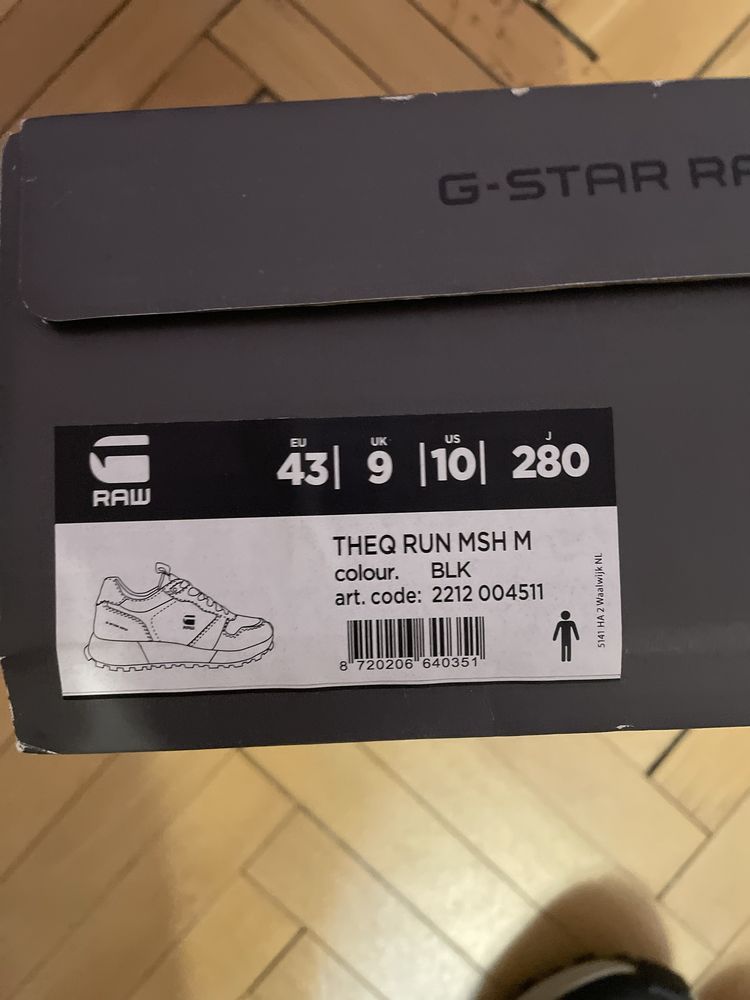 G-STAR RA
EU UK US J
43| 9 |10| 280
RAW
THEQ RUN MSH M
colour. BLK
art. code: 2212 004511
8 720206 640351
5141 HA 2 Waalwijk NL